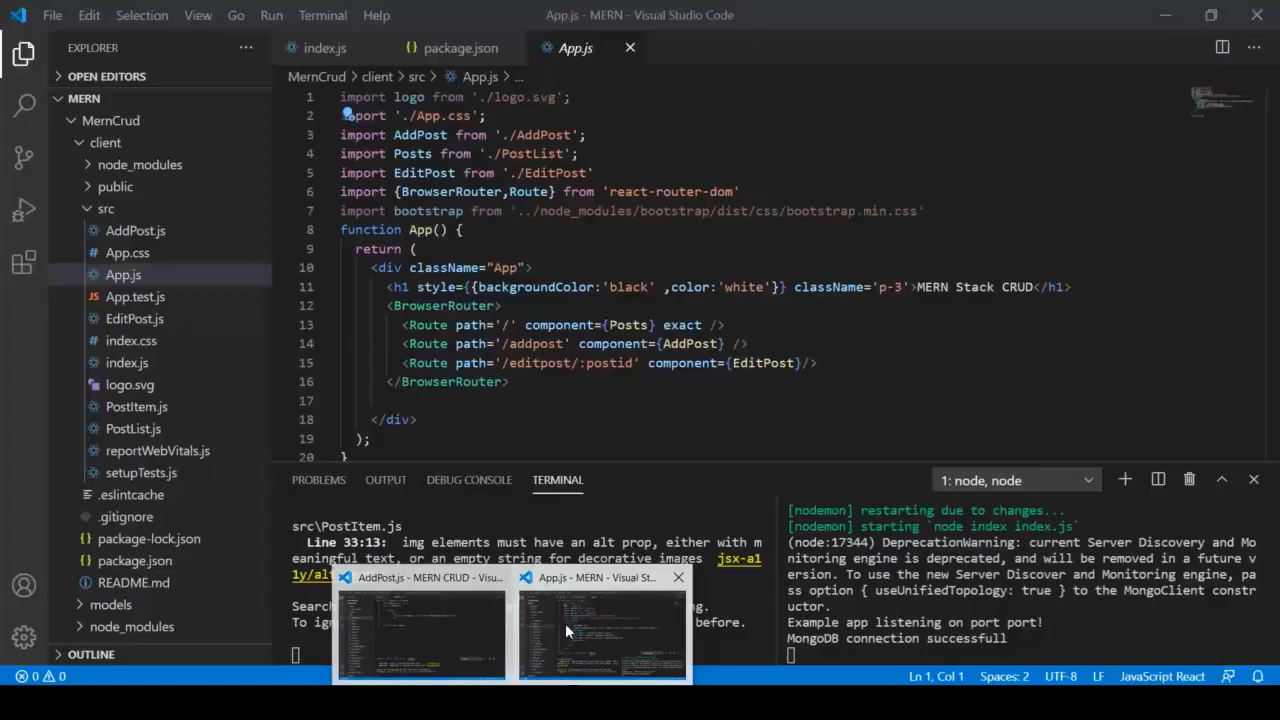 File Edit Selection View Go Run Terminal Help App.js - MERN - Visual Studio Code
EXPLORER
OPEN EDITORS
MERN
MernCrud
client
node_modules
public
src
AddPost.js
App.css
App.js
App.test.js
EditPost.js
index.css
index.js
logo.svg
PostItem.js
PostList.js
reportWebVitals.js
setupTests.js
.eslintcache
.gitignore
package-lock.json
package.json
README.md
models
node_modules
OUTLINE
index.js package.json App.js
MernCrud > client > src > App.js > ...
1 import logo from './logo.svg';
2 port './App.css';
3 import AddPost from './AddPost';
4 import Posts from './PostList';
5 import EditPost from './EditPost'
6 import {BrowserRouter,Route} from 'react-router-dom'
7 import bootstrap from '../node_modules/bootstrap/dist/css/bootstrap.min.css'
8 function App() {
9 return (
10 <div className="App">
11 <h1 style={{backgroundColor:'black' ,color:'white'}} className='p-3'>MERN Stack CRUD</h1>
12 <BrowserRouter>
13 <Route path='/' component={Posts} exact />
14 <Route path='/addpost' component={AddPost} />
15 <Route path='/editpost/:postid' component={EditPost}/>
16 </BrowserRouter>
17
18 </div>
19 );
20 }
PROBLEMS OUTPUT DEBUG CONSOLE TERMINAL 1: node, node
src\PostItem.js
Line 33:13: img elements must have an alt prop, either with m
eaningful text, or an empty string for decorative images jsx-a1
1y/alt
Searc
ng.
To ign
before.
AddPost.js - MERN CRUD - Visu...
App.js - MERN - Visual St...
[nodemon] restarting due to changes...
[nodemon] starting `node index index.js`
(node:17344) DeprecationWarning: current Server Discovery and Mo
nitoring engine is deprecated, and will be removed in a future v
ersion. To use the new Server Discover and Monitoring engine, pa
ss option { useUnifiedTopology: true } to the MongoClient constr
uctor.
Example app listening on port port!
MongoDB connection successfull
0 0 Ln 1, Col 1 Spaces: 2 UTF-8 LF JavaScript React